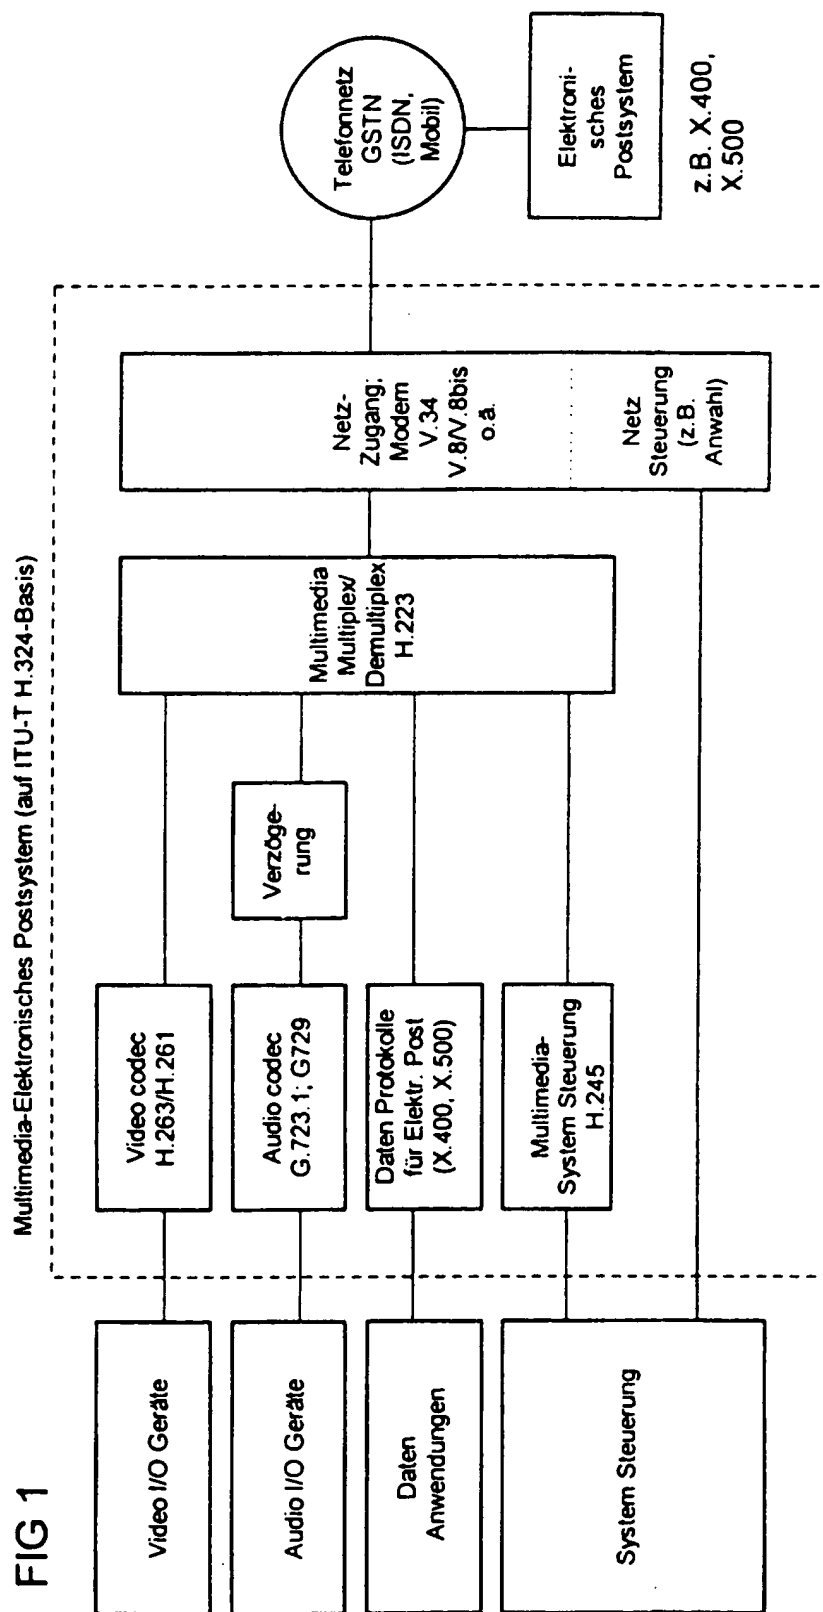 FIG 1
Multimedia-Elektronisches Postsystem (auf ITU-T H.324-Basis)
Video I/O Geräte
Audio I/O Geräte
Daten
Anwendungen
System Steuerung
Video codec
H.263/H.261
Audio codec
G.723.1; G729
Daten Protokolle
für Elektr. Post
(X.400, X.500)
Multimedia-
System Steuerung
H.245
Verzöge-
rung
Multimedia
Multiplex/
Demultiplex
H.223
Netz-
Zugang;
Modem
V.34
V.8/V.8bis
o.ä.
Netz
Steuerung
(z.B.
Anwahl)
Telefonnetz
GSTN
(ISDN,
Mobil)
Elektroni-
sches
Postsystem
z.B. X.400,
X.500